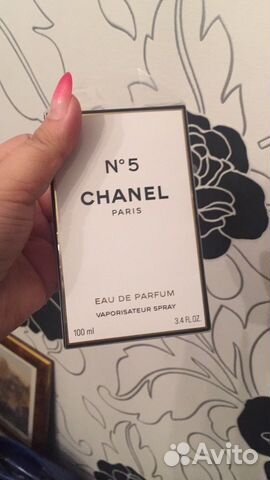 N°5
CHANEL
PARIS
EAU DE PARFUM
VAPORISATEUR SPRAY
100 ml 3.4 FL.OZ.
Avito